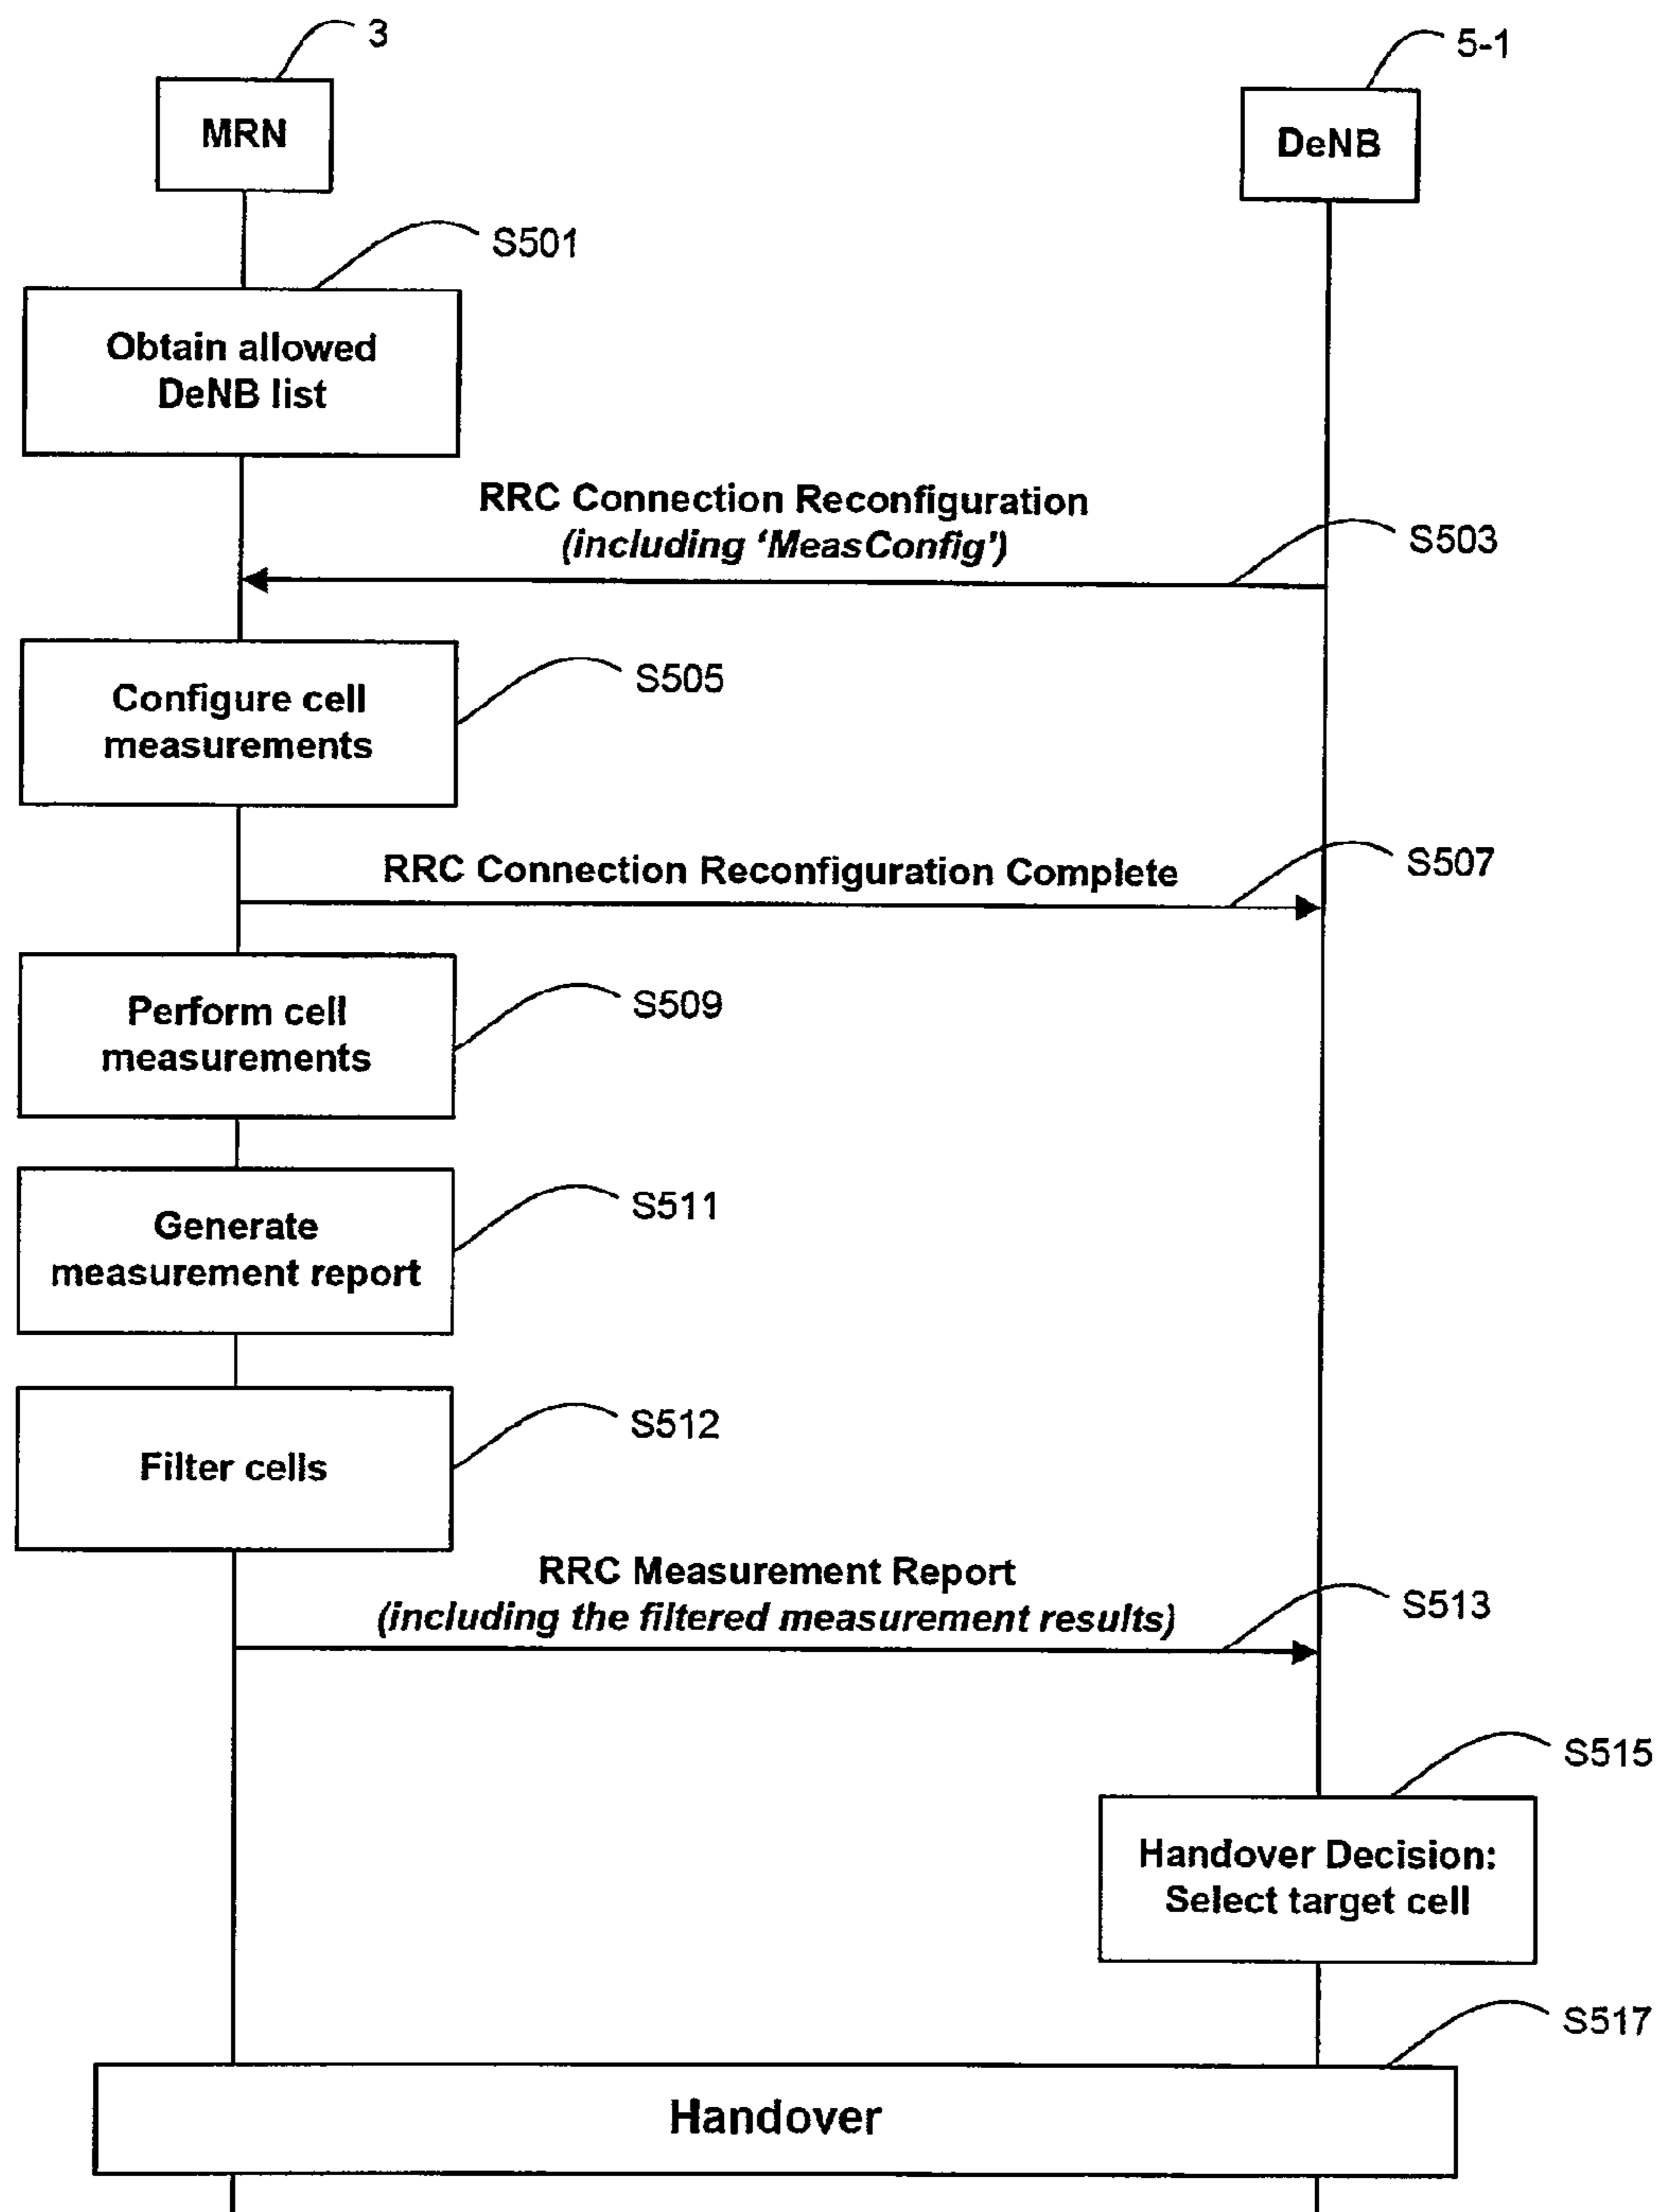 3
5-1
MRN
DeNB
S501
Obtain allowed
DeNB list
RRC Connection Reconfiguration
(including ‘MeasConfig’)
S503
Configure cell
measurements
S505
RRC Connection Reconfiguration Complete
S507
Perform cell
measurements
S509
Generate
measurement report
S511
Filter cells
S512
RRC Measurement Report
(including the filtered measurement results)
S513
S515
Handover Decision:
Select target cell
S517
Handover